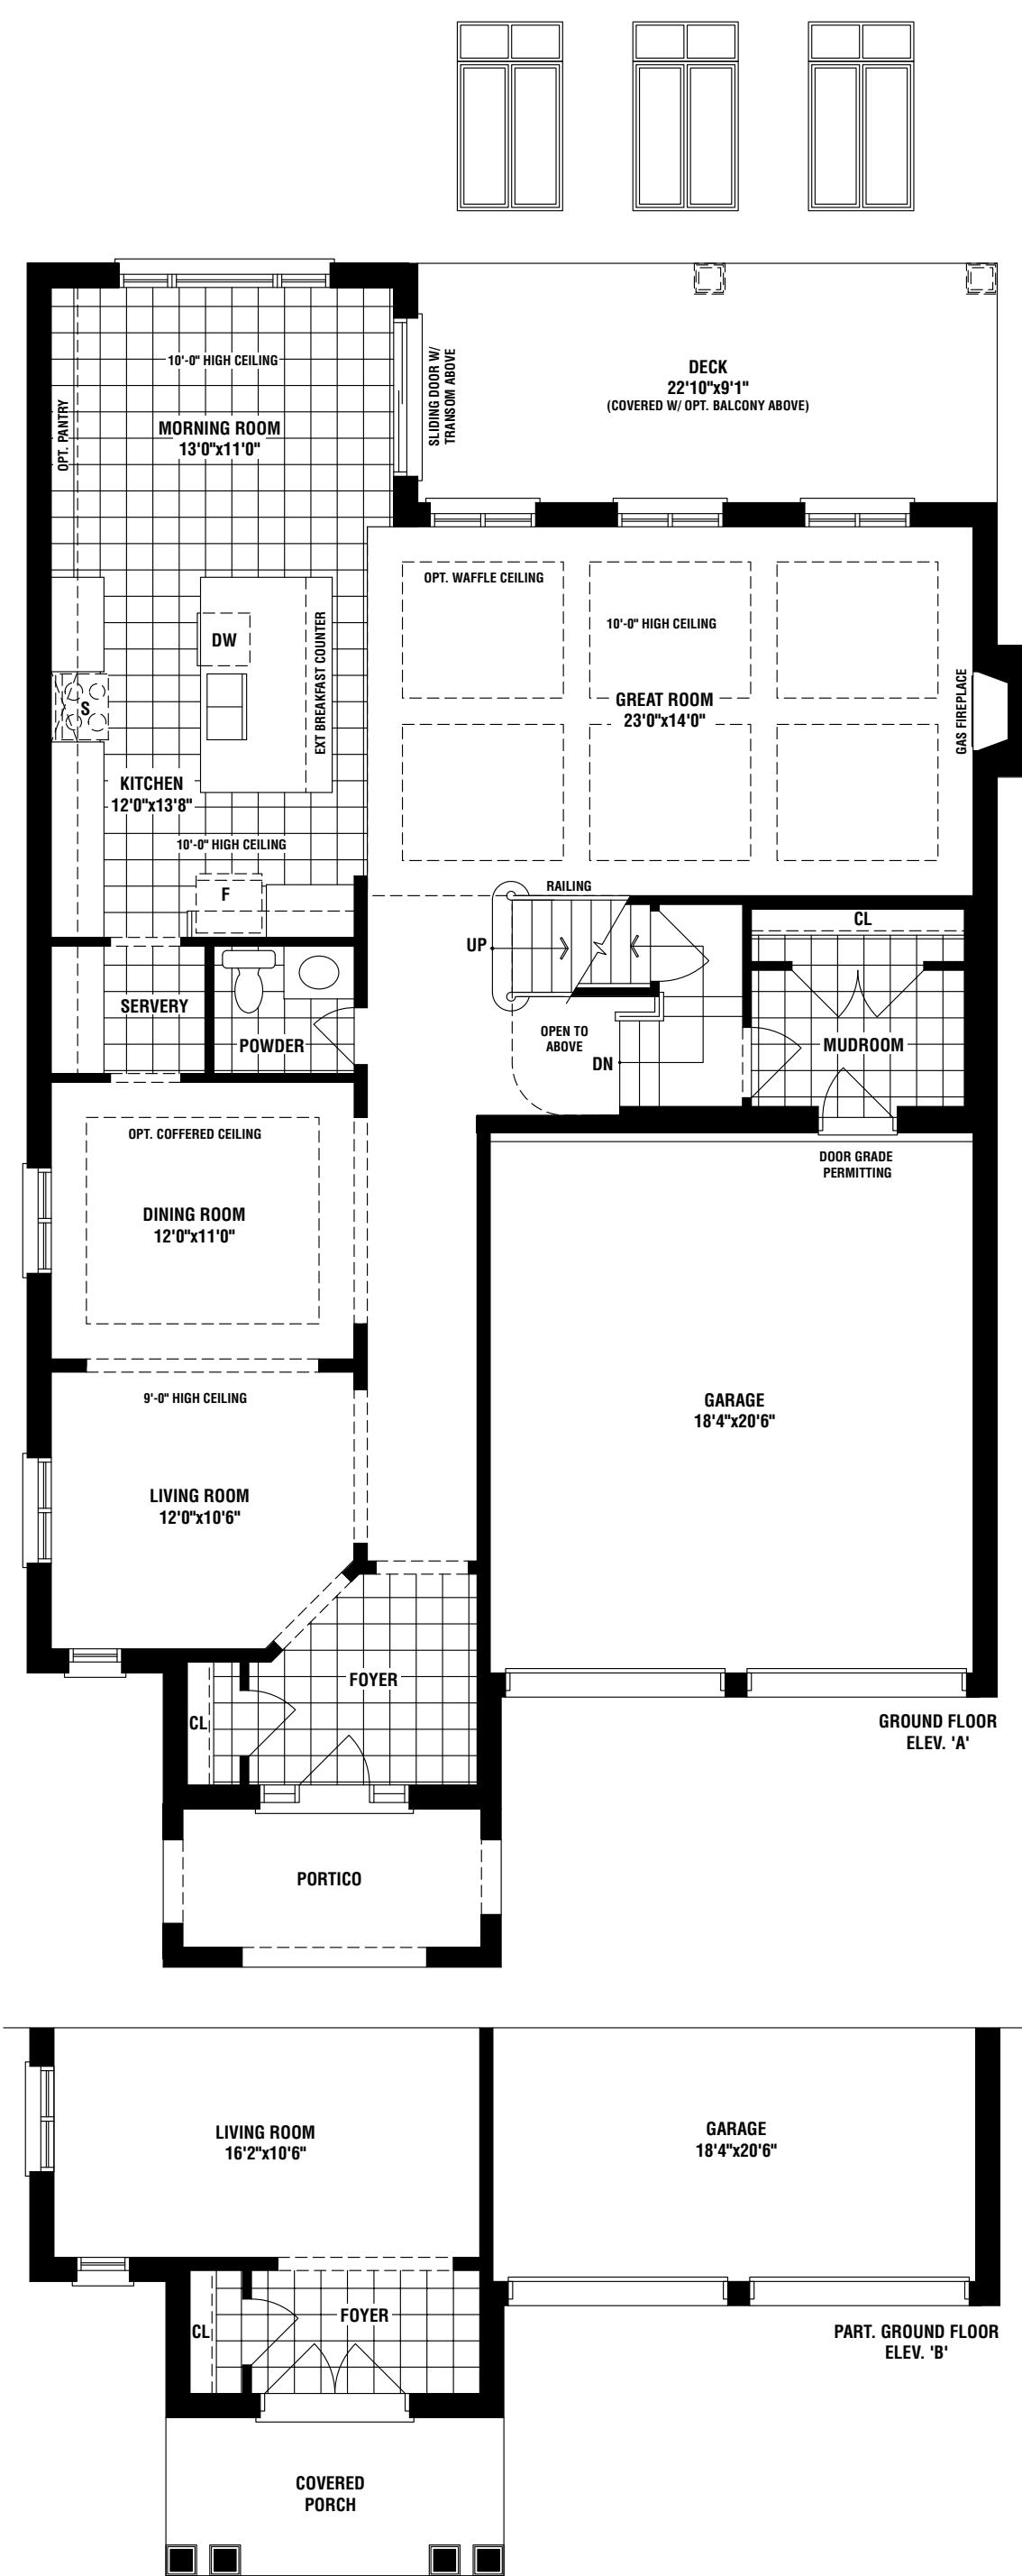 10'-0" HIGH CEILING
MORNING ROOM
13'0"x11'0"
OPT. PANTRY
SLIDING DOOR W/
TRANSOM ABOVE
DECK
22'10"x9'1"
(COVERED W/ OPT. BALCONY ABOVE)
OPT. WAFFLE CEILING
10'-0" HIGH CEILING
GREAT ROOM
23'0"x14'0"
GAS FIREPLACE
DW
EXT BREAKFAST COUNTER
S
KITCHEN
12'0"x13'8"
10'-0" HIGH CEILING
F
RAILING
UP
CL
SERVERY
POWDER
OPEN TO
ABOVE
DN
MUDROOM
OPT. COFFERED CEILING
DOOR GRADE
PERMITTING
DINING ROOM
12'0"x11'0"
9'-0" HIGH CEILING
GARAGE
18'4"x20'6"
LIVING ROOM
12'0"x10'6"
FOYER
CL
GROUND FLOOR
ELEV. 'A'
PORTICO
LIVING ROOM
16'2"x10'6"
GARAGE
18'4"x20'6"
FOYER
CL
PART. GROUND FLOOR
ELEV. 'B'
COVERED
PORCH